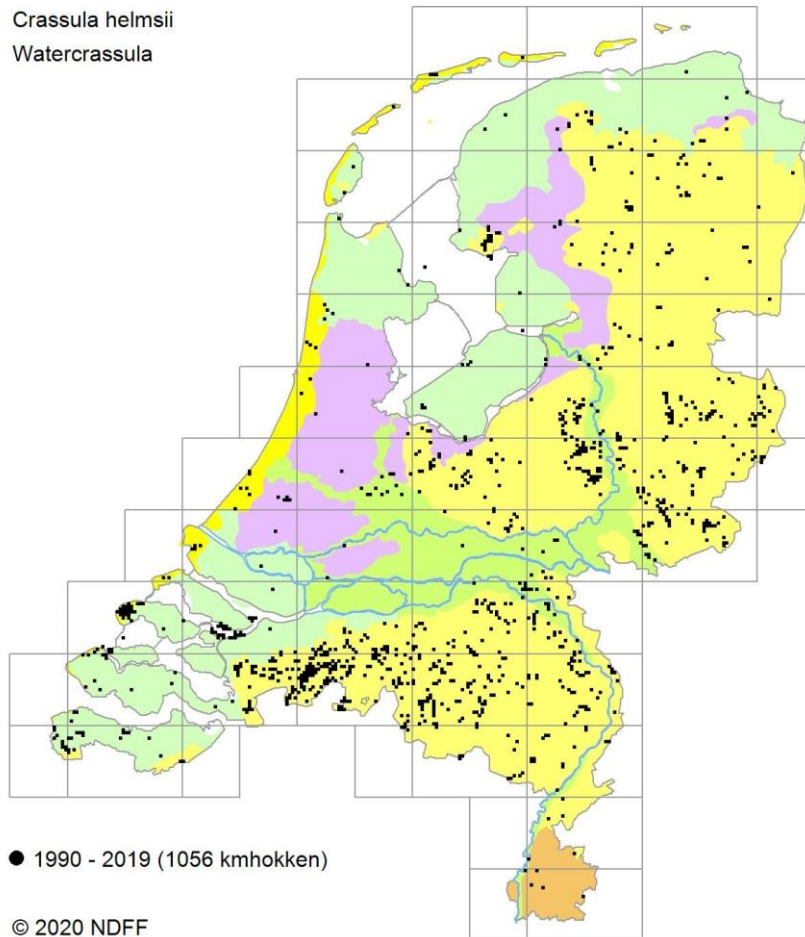 Crassula helmsii
Watercrassula
● 1990 - 2019 (1056 kmhokken)
© 2020 NDFF